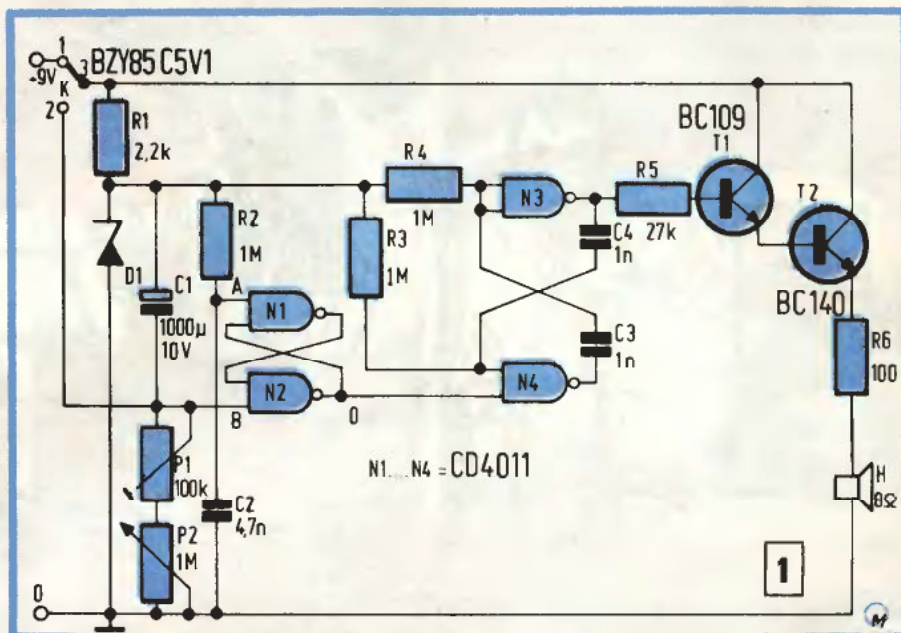 1
+9V
3
BZY85C5V1
K
2
R1
2,2k
D1
C1
1000µ
10V
R2
1M
A
N1
N2
B
0
P1
100k
P2
1M
C2
4,7n
R3
1M
R4
1M
N3
N4
C4
1n
C3
1n
R5
27k
BC109
T1
T2
BC140
R6
100
H
8Ω
N1....N4 = CD4011
1
0
M